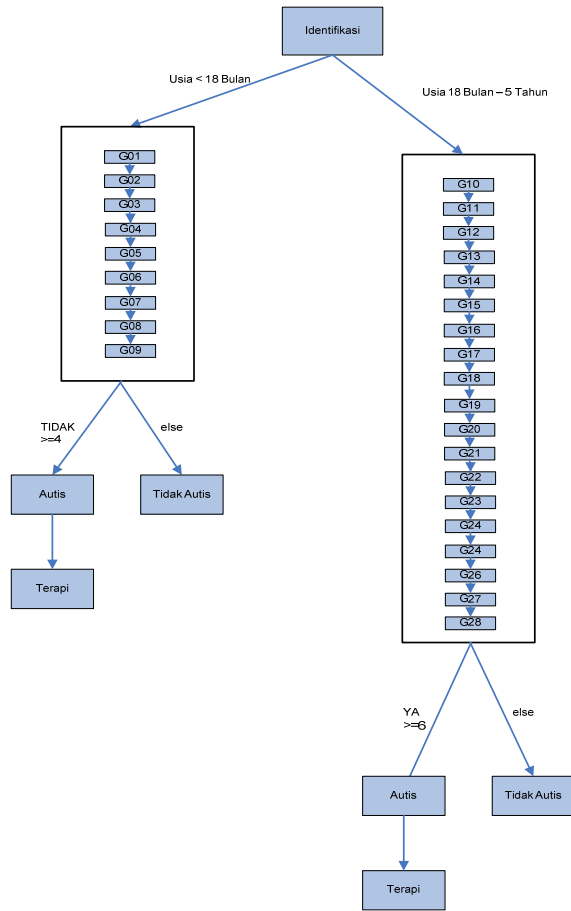 Identifikasi
Usia < 18 Bulan
Usia 18 Bulan – 5 Tahun
G01
G02
G03
G04
G05
G06
G07
G08
G09
TIDAK
>=4
else
Autis
Tidak Autis
Terapi
G10
G11
G12
G13
G14
G15
G16
G17
G18
G19
G20
G21
G22
G23
G24
G24
G26
G27
G28
YA
>=6
else
Autis
Tidak Autis
Terapi